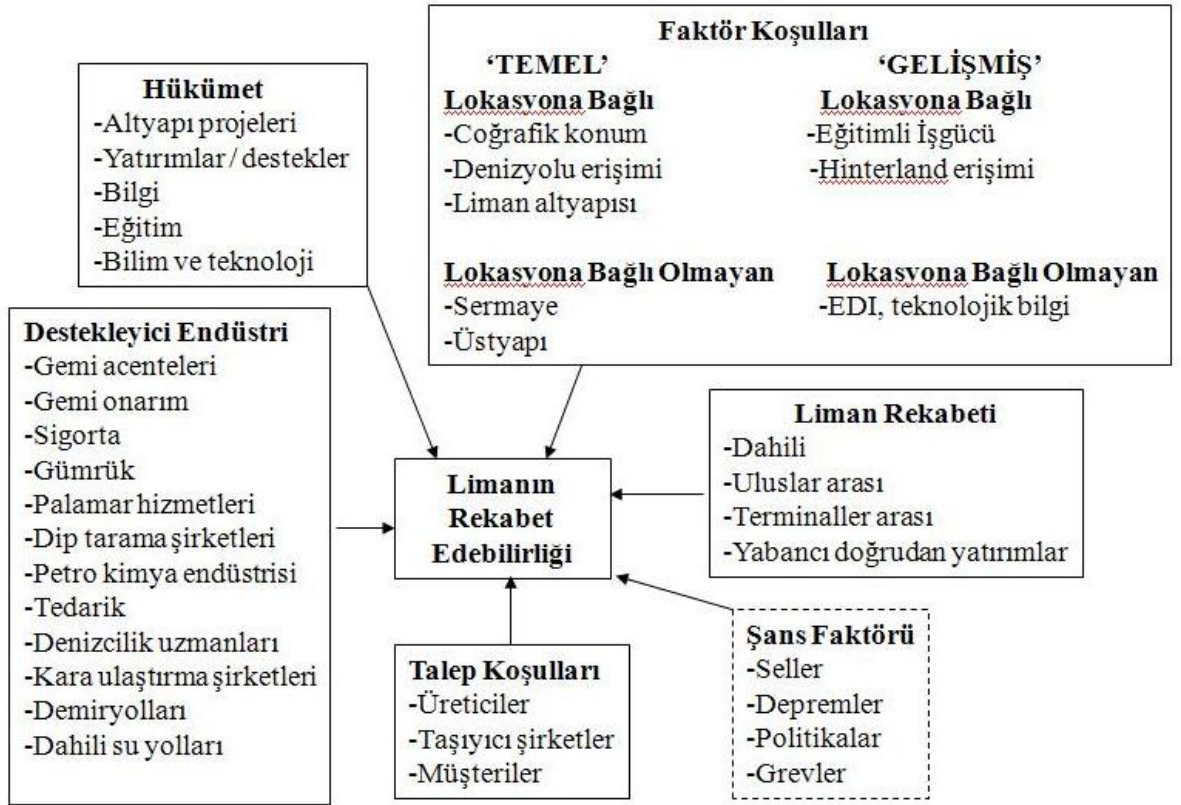 Hükümet
-Altyapı projeleri
-Yatırımlar / destekler
-Bilgi
-Eğitim
-Bilim ve teknoloji
Faktör Koşulları
‘TEMEL’ ‘GELİŞMİŞ’
Lokasyona Bağlı Lokasyona Bağlı
-Coğrafik konum -Eğitimli İşgücü
-Denizyolu erişimi -Hinterland erişimi
-Liman altyapısı
Lokasyona Bağlı Olmayan Lokasyona Bağlı Olmayan
-Sermaye -EDI, teknolojik bilgi
-Üstyapı
Destekleyici Endüstri
-Gemi acenteleri
-Gemi onarım
-Sigorta
-Gümrük
-Palamar hizmetleri
-Dip tarama şirketleri
-Petro kimya endüstrisi
-Tedarik
-Denizcilik uzmanları
-Kara ulaştırma şirketleri
-Demiryolları
-Dahili su yolları
Limanın
Rekabet
Edebilirliği
Liman Rekabeti
-Dahili
-Uluslar arası
-Terminaller arası
-Yabancı doğrudan yatırımlar
Talep Koşulları
-Üreticiler
-Taşıyıcı şirketler
-Müşteriler
Şans Faktörü
-Seller
-Depremler
-Politikalar
-Grevler